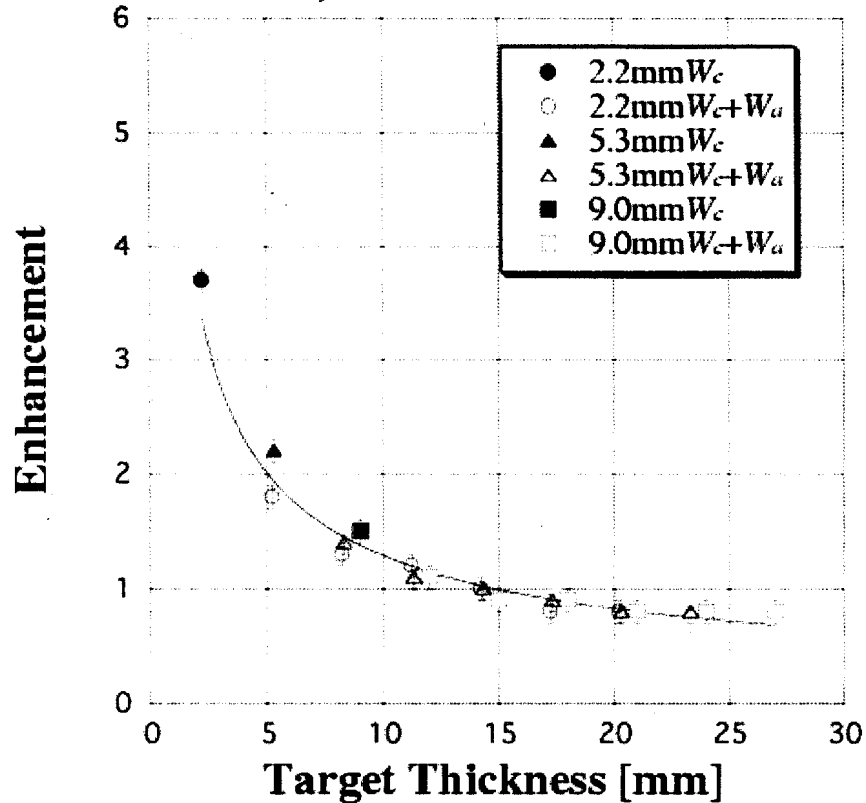 6
5
4
3
2
1
0
Enhancement
2.2mmWc
2.2mmWc+Wa
5.3mmWc
5.3mmWc+Wa
9.0mmWc
9.0mmWc+Wa
0 5 10 15 20 25 30
Target Thickness [mm]